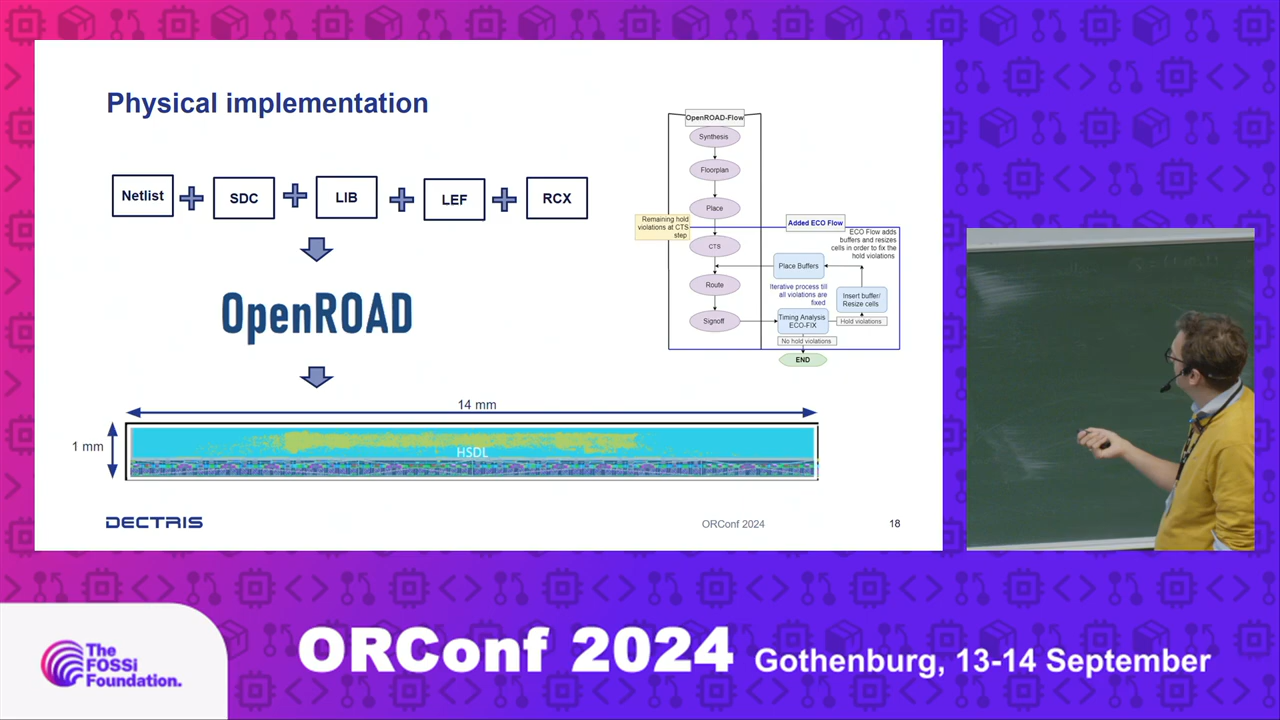 Physical implementation
Netlist
SDC
LIB
LEF
RCX
OpenROAD
14 mm
1 mm
HSDL
OpenROAD-Flow
Synthesis
Floorplan
Place
Remaining hold
violations at CTS
step
CTS
Route
Signoff
Added ECO Flow
ECO Flow adds
buffers and resizes
cells in order to fix the
hold violations
Place Buffers
Iterative process till
all violations are
fixed
Insert buffer/
Resize cells
Timing Analysis
ECO-FIX
Hold violations
No hold violations
END
DECTRIS
ORConf 2024
18
The
FOSSi
Foundation.
ORConf 2024 Gothenburg, 13-14 September